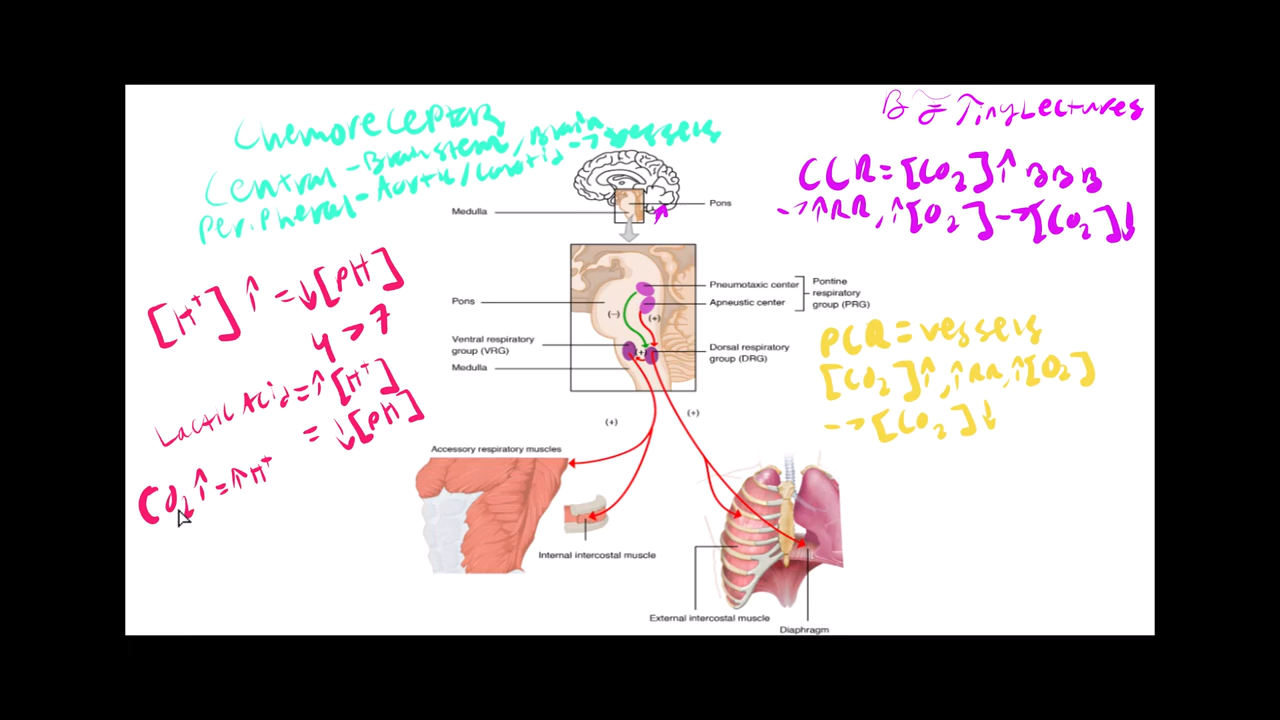 Chemoreceptors
Central - Brainstem, Brain
Peripheral - Aortic/Carotid -> vessels
TinyLectures
CCR = [CO2]↑ BBB
→ ↑RR, ↑[O2] → [CO2]↓
Medulla
Pons
[H+]↑ = ↓[PH]
4 > 7
Lactic Acid = ↑[H+]
= ↓[PH]
CO2↑ = ↑H+
Pneumotaxic center
Apneustic center
Pontine
respiratory
group (PRG)
Pons
(–)
(+)
Ventral respiratory
group (VRG)
(+)
Dorsal respiratory
group (DRG)
Medulla
PCR = vessels
[CO2]↑, ↑RR, ↑[O2]
→ [CO2]↓
(+)
(+)
Accessory respiratory muscles
Internal intercostal muscle
External intercostal muscle
Diaphragm